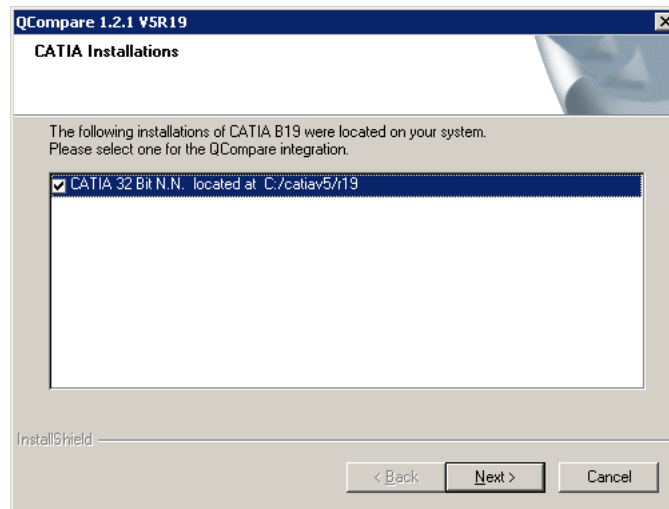 QCompare 1.2.1 V5R19
CATIA Installations
The following installations of CATIA B19 were located on your system.
Please select one for the QCompare integration.
CATIA 32 Bit N.N. located at C:/catiav5/r19
InstallShield
< Back
Next >
Cancel